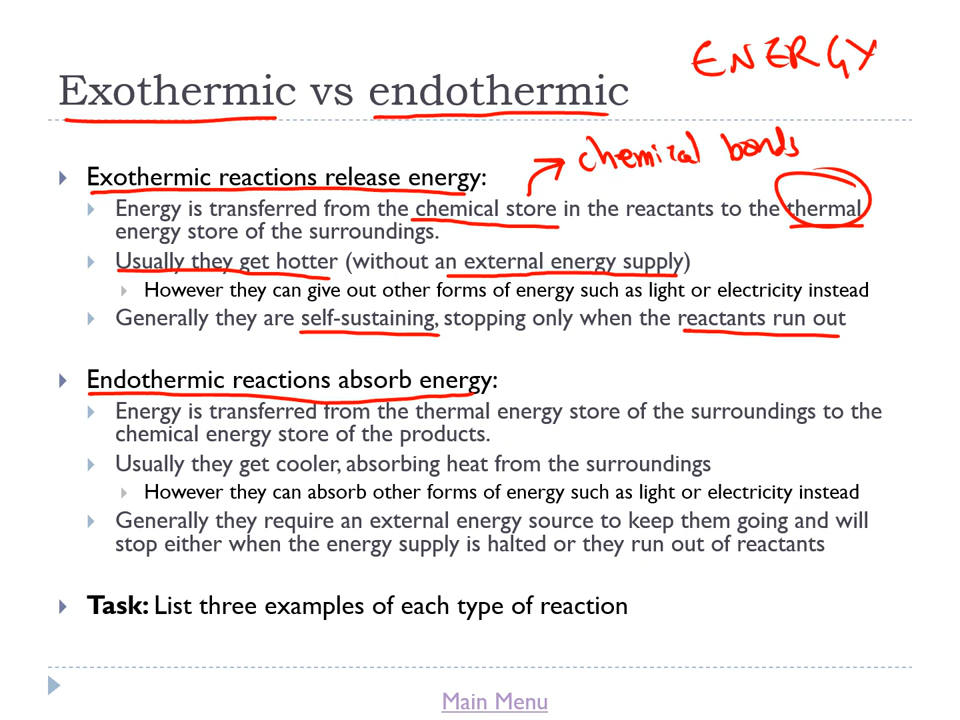 ENERGY
Exothermic vs endothermic
chemical bonds
Exothermic reactions release energy:
Energy is transferred from the chemical store in the reactants to the thermal
energy store of the surroundings.
Usually they get hotter (without an external energy supply)
However they can give out other forms of energy such as light or electricity instead
Generally they are self-sustaining, stopping only when the reactants run out
Endothermic reactions absorb energy:
Energy is transferred from the thermal energy store of the surroundings to the
chemical energy store of the products.
Usually they get cooler, absorbing heat from the surroundings
However they can absorb other forms of energy such as light or electricity instead
Generally they require an external energy source to keep them going and will
stop either when the energy supply is halted or they run out of reactants
Task: List three examples of each type of reaction
Main Menu